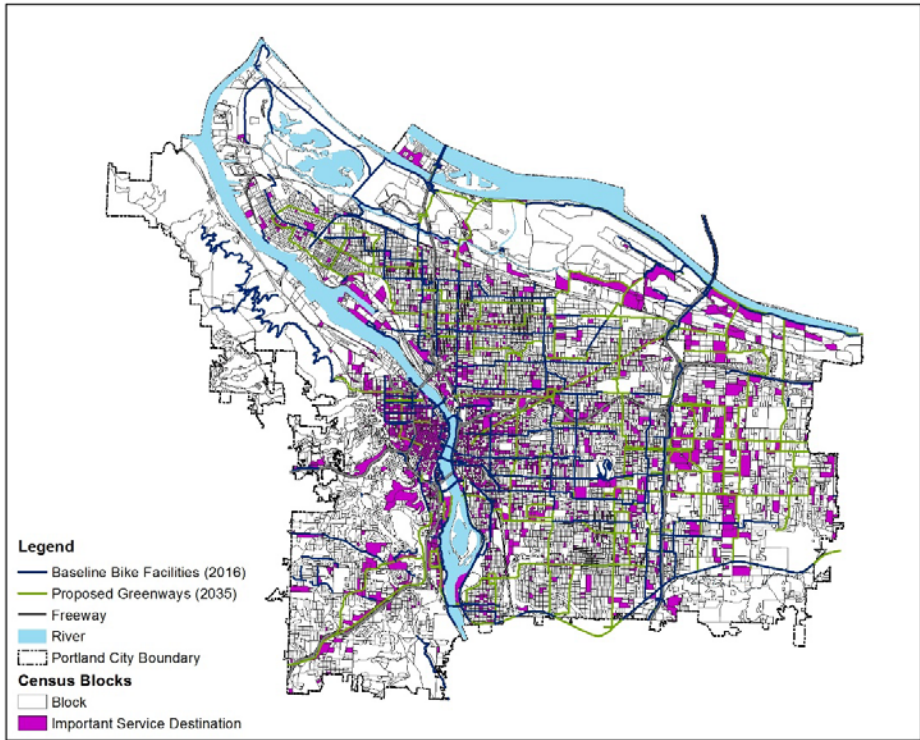 Legend
Baseline Bike Facilities (2016)
Proposed Greenways (2035)
Freeway
River
Portland City Boundary
Census Blocks
Block
Important Service Destination